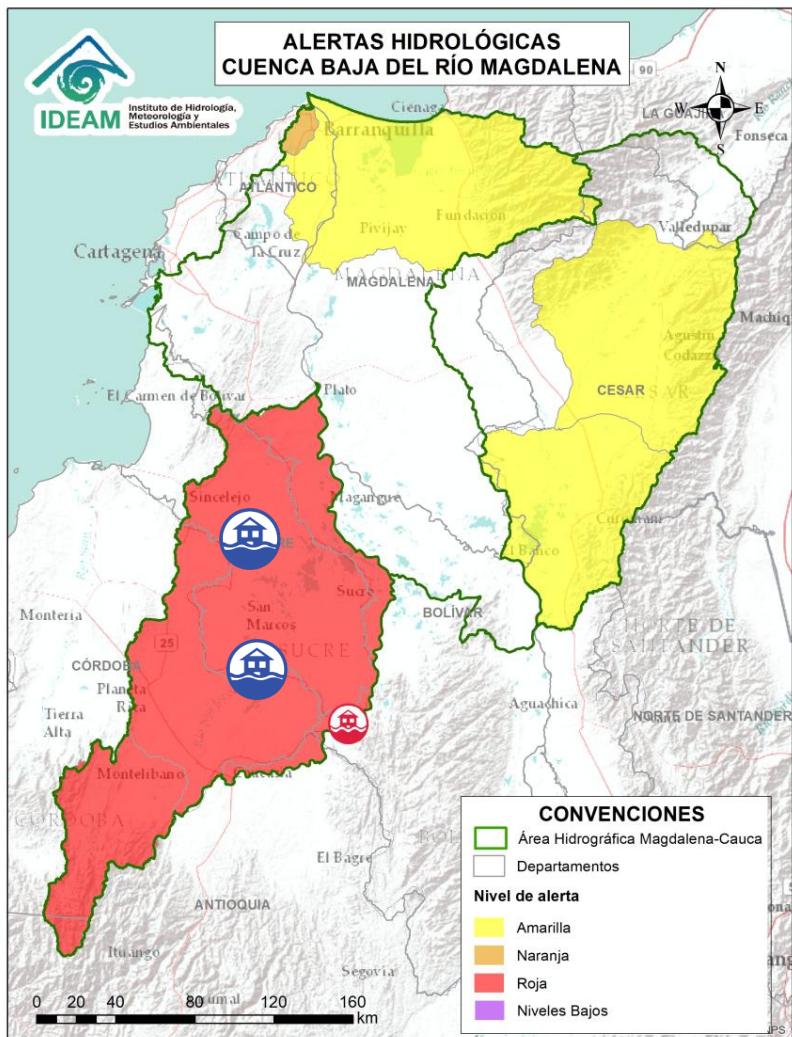 ALERTAS HIDROLÓGICAS
CUENCA BAJA DEL RÍO MAGDALENA
IDEAM
Instituto de Hidrología,
Meteorología y
Estudios Ambientales
N
W E
S
90
Ciénaga
LA GUAJIRA
Fonseca
Barranquilla
ATLÁNTICO
Pivijay
Fundación
Valledupar
Cartagena
Campo de
la Cruz
MAGDALENA
MAGDALENA
Agustín
Codazzi
CESAR
El Carmen de Bolívar
Plato
Sincelejo
Magangué
El Banco
Sucre
San
Marcos
SUCRE
BOLÍVAR
NORTE DE
SANTANDER
Montería
25
CÓRDOBA
Planeta
Rica
Tierra
Alta
Aguachica
NORTE DE SANTANDER
Montelíbano
CÓRDOBA
El Bagre
ANTIOQUIA
Ituango
Segovia
CONVENCIONES
Área Hidrográfica Magdalena-Cauca
Departamentos
Nivel de alerta
Amarilla
Naranja
Roja
Niveles Bajos
0 20 40 80 120 160
km